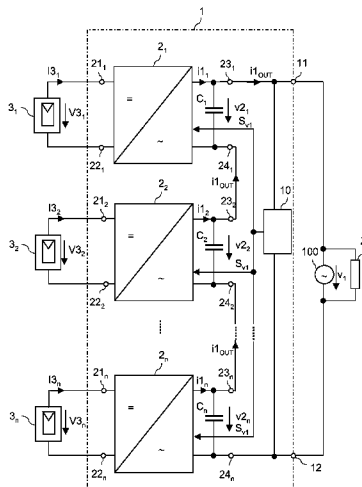 1
I3₁ 21₁ 2₁ i1₁ 23₁ i1OUT 11
3₁ V3₁ = C₁ v2₁
Sv1
~
22₁ 24₁
i1OUT
I3₂ 21₂ 2₂ i1₂ 23₂ 10
3₂ V3₂ = C₂ v2₂ 100 v₁
Sv1
~
22₂ 24₂
i1OUT
I3ₙ 21ₙ 2ₙ i1ₙ 23ₙ
3ₙ V3ₙ = Cₙ v2ₙ
Sv1
~
22ₙ 24ₙ 12